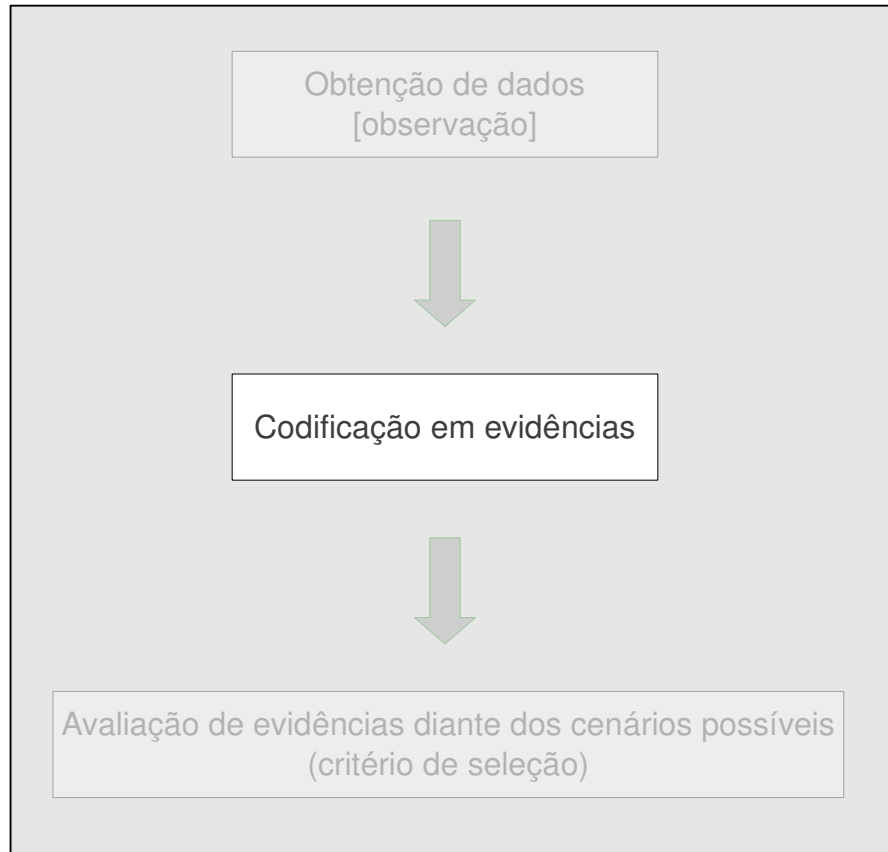 Obtenção de dados
[observação]
Codificação em evidências
Avaliação de evidências diante dos cenários possíveis
(critério de seleção)